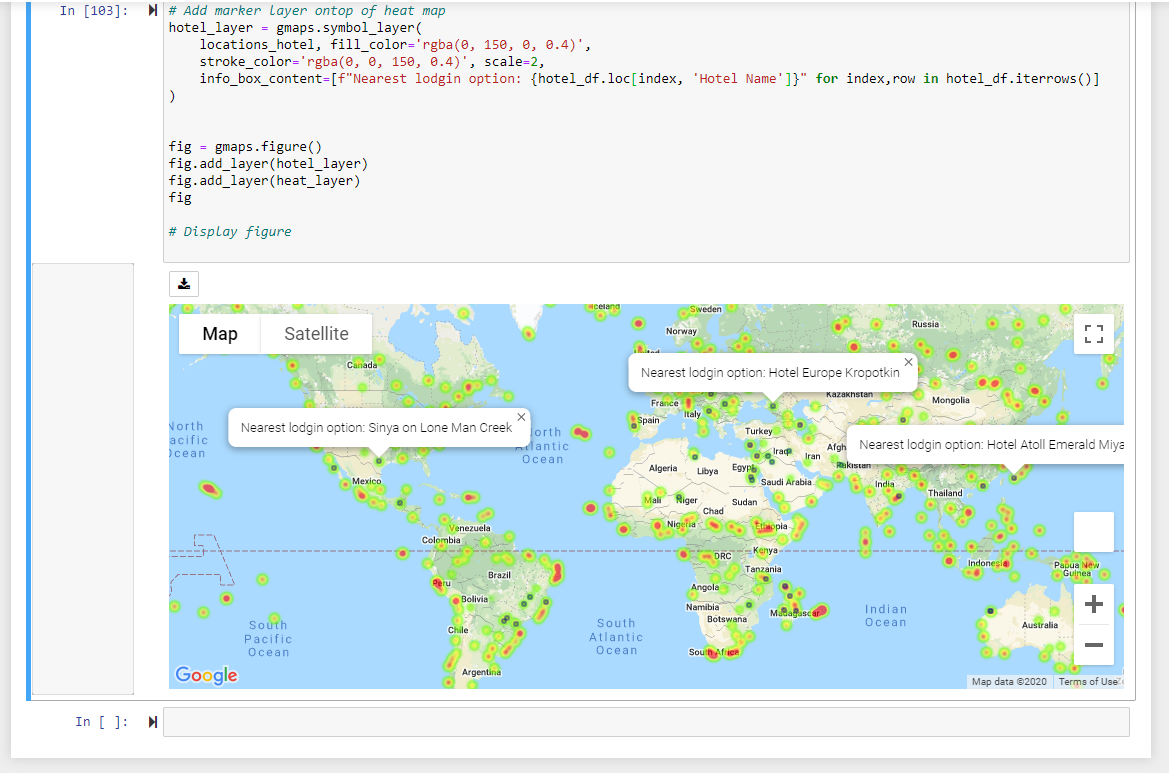 In [103]:
# Add marker layer ontop of heat map
hotel_layer = gmaps.symbol_layer(
    locations_hotel, fill_color='rgba(0, 150, 0, 0.4)',
    stroke_color='rgba(0, 0, 150, 0.4)', scale=2,
    info_box_content=[f"Nearest lodgin option: {hotel_df.loc[index, 'Hotel Name']}" for index,row in hotel_df.iterrows()]
)
fig = gmaps.figure()
fig.add_layer(hotel_layer)
fig.add_layer(heat_layer)
fig
# Display figure
Map
Satellite
Iceland
Sweden
Norway
Russia
Canada
Nearest lodgin option: Hotel Europe Kropotkin
Kazakhstan
Mongolia
France
Italy
Spain
Turkey
Nearest lodgin option: Sinya on Lone Man Creek
North
Pacific
Ocean
Atlantic
Ocean
Nearest lodgin option: Hotel Atoll Emerald Miya
Iraq
Iran
Afgh
Pakistan
Algeria
Libya
Egypt
Saudi Arabia
India
Thailand
Mexico
Mali
Niger
Chad
Sudan
Nigeria
Ethiopia
Venezuela
Colombia
DRC
Kenya
Tanzania
Indonesia
Papua New
Guinea
Peru
Brazil
Bolivia
Angola
Namibia
Botswana
Madagascar
Indian
Ocean
Australia
Chile
South
Pacific
Ocean
South
Atlantic
Ocean
South Africa
Argentina
Google
Map data ©2020
Terms of Use
In [ ]: